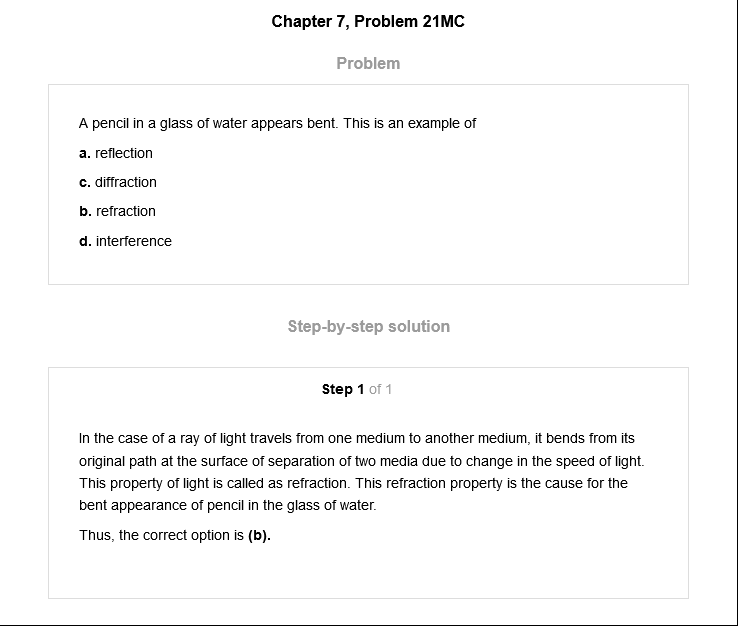 Chapter 7, Problem 21MC
Problem
A pencil in a glass of water appears bent. This is an example of
a. reflection
c. diffraction
b. refraction
d. interference
Step-by-step solution
Step 1 of 1
In the case of a ray of light travels from one medium to another medium, it bends from its
original path at the surface of separation of two media due to change in the speed of light.
This property of light is called as refraction. This refraction property is the cause for the
bent appearance of pencil in the glass of water.
Thus, the correct option is (b).